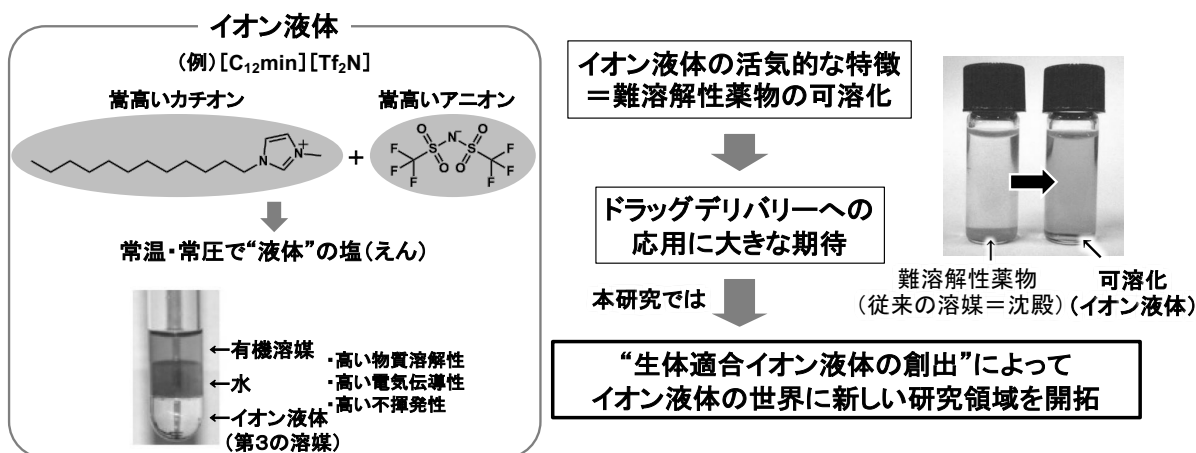 イオン液体
(例)[C₁₂min][Tf₂N]
嵩高いカチオン
嵩高いアニオン
N
N
+
+
O
O
N
-
S
S
O
O
F
F
F
F
F
F
常温・常圧で“液体”の塩(えん)
←有機溶媒
←水
←イオン液体
(第3の溶媒)
・高い物質溶解性
・高い電気伝導性
・高い不揮発性
イオン液体の活気的な特徴
=難溶解性薬物の可溶化
ドラッグデリバリーへの
応用に大きな期待
本研究では
“生体適合イオン液体の創出”によって
イオン液体の世界に新しい研究領域を開拓
難溶解性薬物
(従来の溶媒=沈殿)
可溶化
(イオン液体)